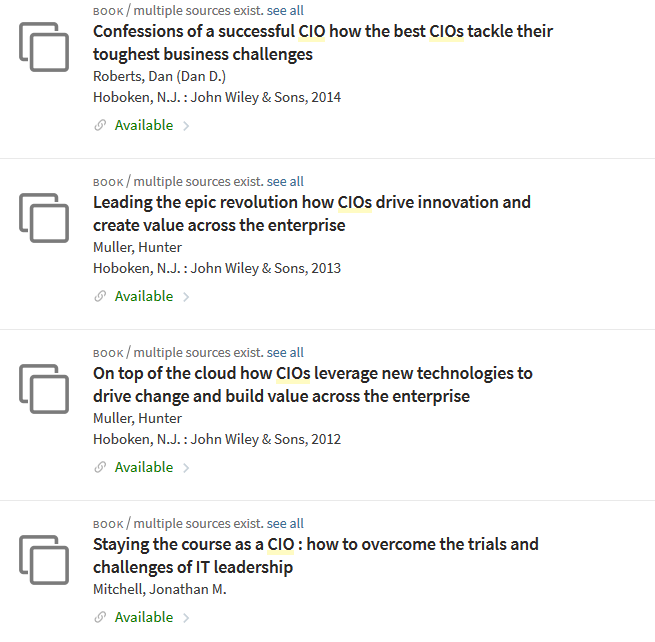 BOOK / multiple sources exist. see all
Confessions of a successful CIO how the best CIOs tackle their
toughest business challenges
Roberts, Dan (Dan D.)
Hoboken, N.J. : John Wiley & Sons, 2014
Available
BOOK / multiple sources exist. see all
Leading the epic revolution how CIOs drive innovation and
create value across the enterprise
Muller, Hunter
Hoboken, N.J. : John Wiley & Sons, 2013
Available
BOOK / multiple sources exist. see all
On top of the cloud how CIOs leverage new technologies to
drive change and build value across the enterprise
Muller, Hunter
Hoboken, N.J. : John Wiley & Sons, 2012
Available
BOOK / multiple sources exist. see all
Staying the course as a CIO : how to overcome the trials and
challenges of IT leadership
Mitchell, Jonathan M.
Available